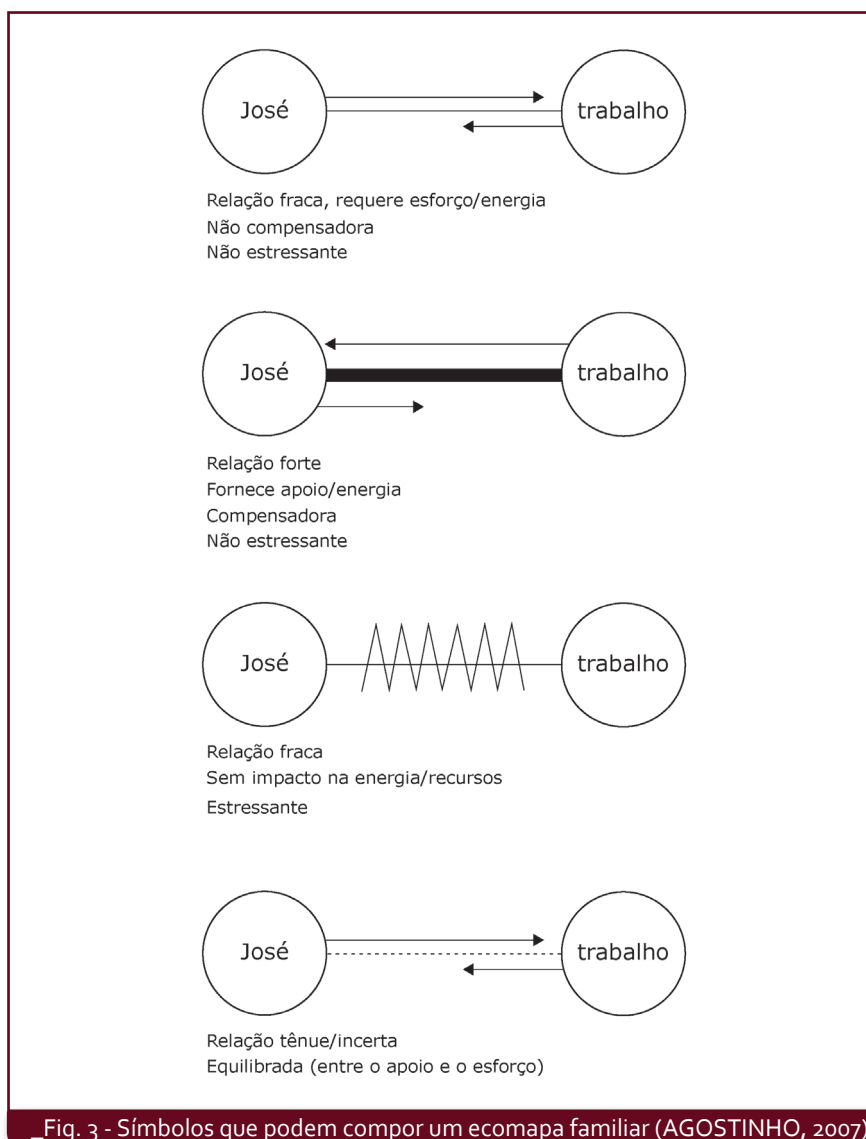 José trabalho
Relação fraca, requere esforço/energia
Não compensadora
Não estressante
José trabalho
Relação forte
Fornece apoio/energia
Compensadora
Não estressante
José trabalho
Relação fraca
Sem impacto na energia/recursos
Estressante
José trabalho
Relação tênue/incerta
Equilibrada (entre o apoio e o esforço)
_Fig. 3 - Símbolos que podem compor um ecomapa familiar (AGOSTINHO, 2007)